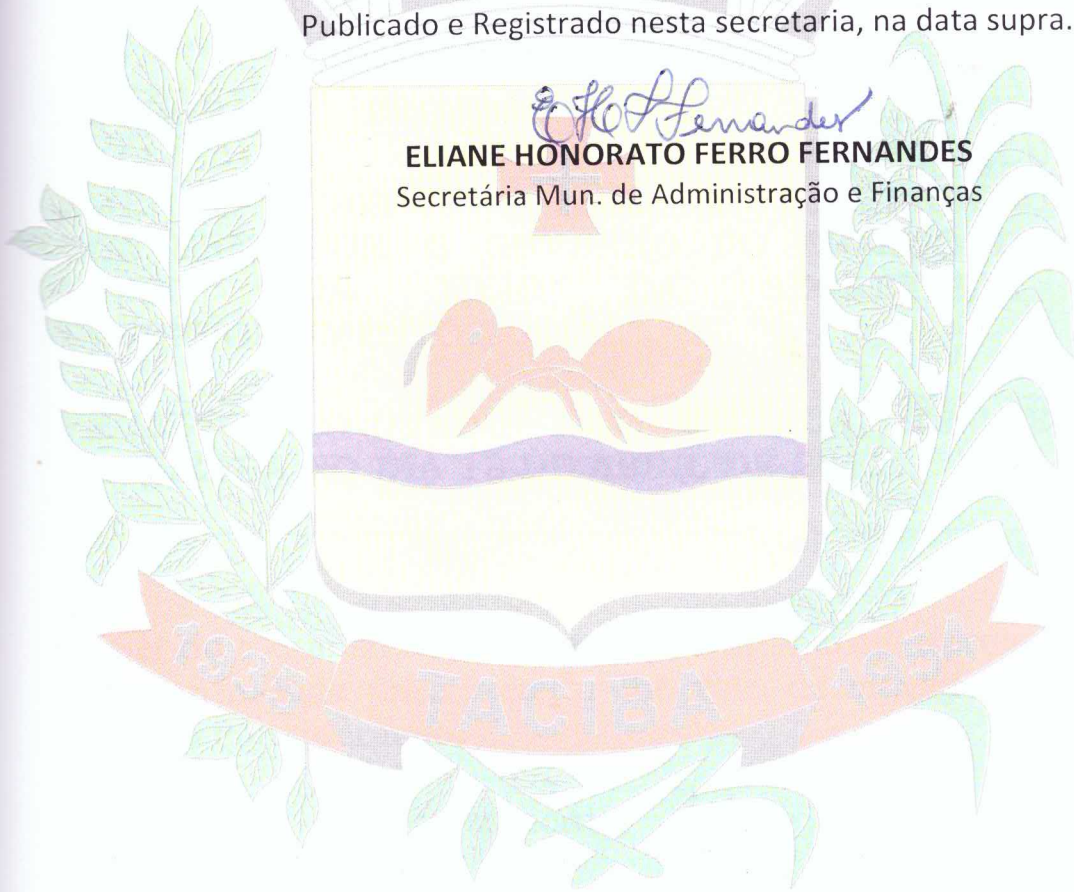 Publicado e Registrado nesta secretaria, na data supra.
E H F Fernandes
ELIANE HONORATO FERRO FERNANDES
Secretária Mun. de Administração e Finanças
1935 TACIBA 1954